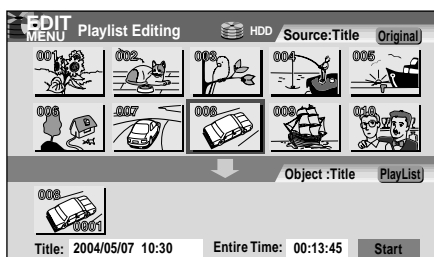 EDIT
MENU Playlist Editing HDD Source:Title Original
001 002 003 004 005
006 007 008 009 010
Object :Title PlayList
008
0001
Title: 2004/05/07 10:30 Entire Time: 00:13:45 Start